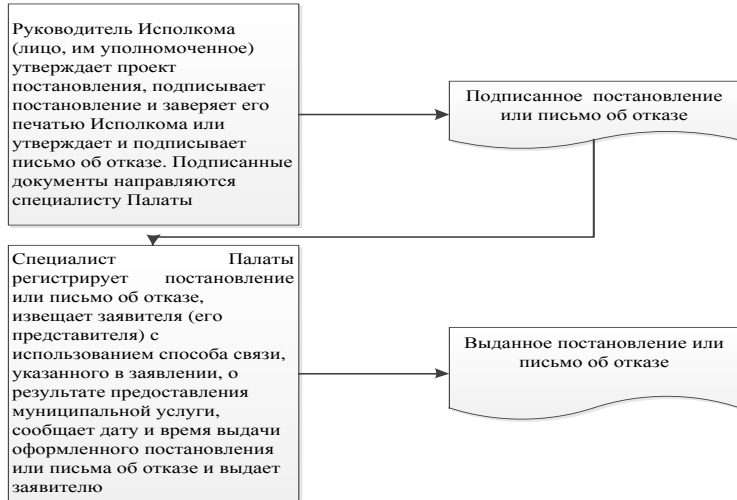 Руководитель Исполкома
(лицо, им уполномоченное)
утверждает проект
постановления, подписывает
постановление и заверяет его
печатью Исполкома или
утверждает и подписывает
письмо об отказе. Подписанные
документы направляются
специалисту Палаты
Подписанное постановление
или письмо об отказе
Специалист Палаты
регистрирует постановление
или письмо об отказе,
извещает заявителя (его
представителя) с
использованием способа связи,
указанного в заявлении, о
результате предоставления
муниципальной услуги,
сообщает дату и время выдачи
оформленного постановления
или письма об отказе и выдает
заявителю
Выданное постановление или
письмо об отказе